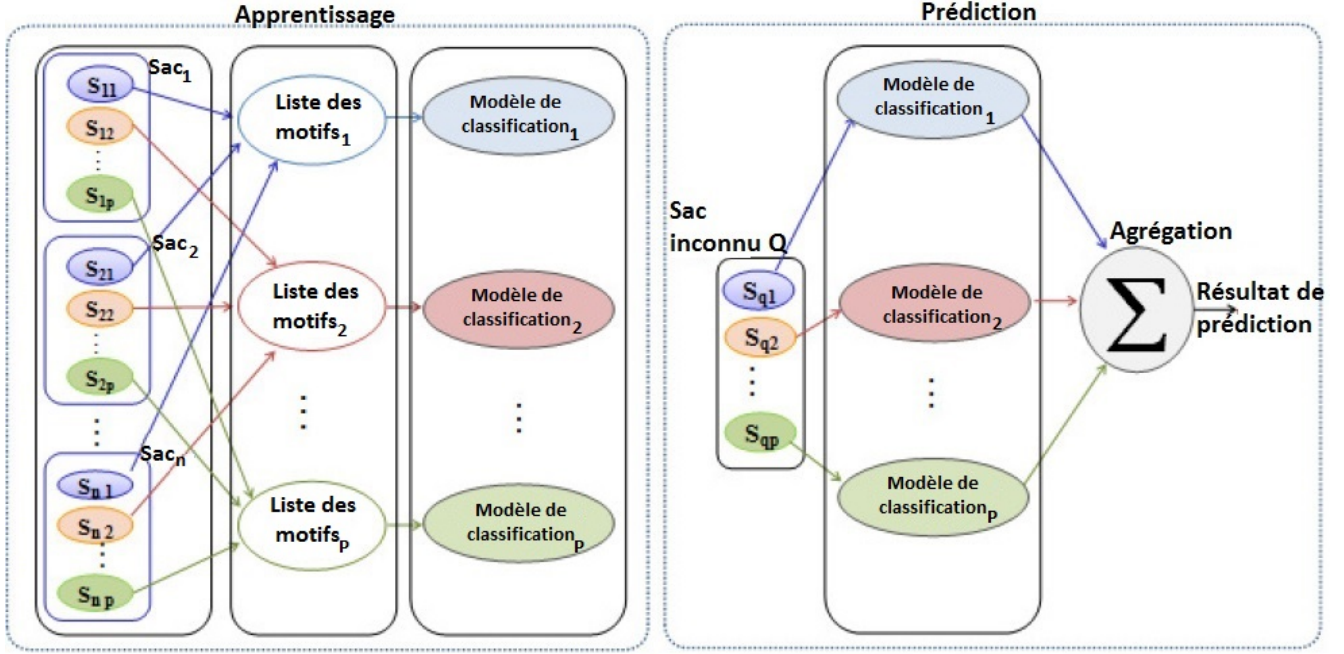 Apprentissage
Sac1
S11
S12
S1p
Sac2
S21
S22
S2p
Sacn
Sn 1
Sn 2
Sn p
Liste des
motifs1
Liste des
motifs2
Liste des
motifsp
Modèle de
classification1
Modèle de
classification2
Modèle de
classificationp
Prédiction
Sac
inconnu Q
Sq1
Sq2
Sqp
Modèle de
classification1
Modèle de
classification2
Modèle de
classificationp
Agrégation
Σ
Résultat de
prédiction